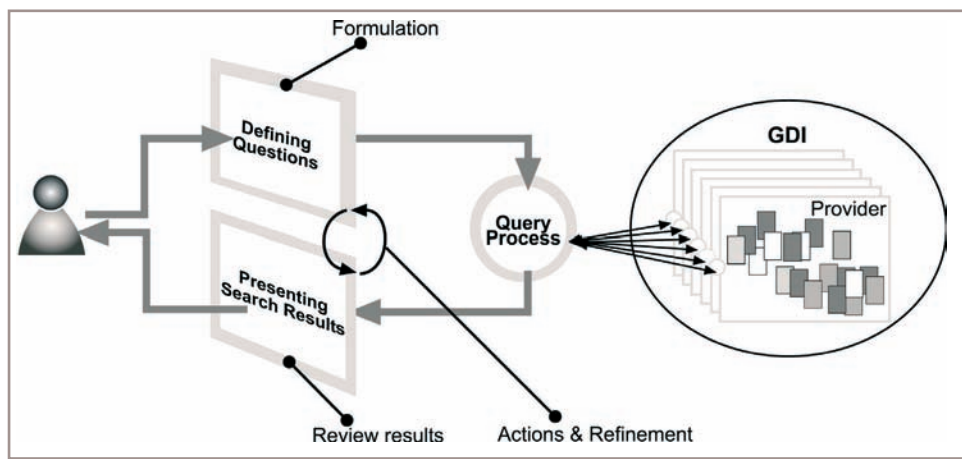 Formulation
Defining
Questions
GDI
Provider
Query
Process
Presenting
Search Results
Review results
Actions & Refinement